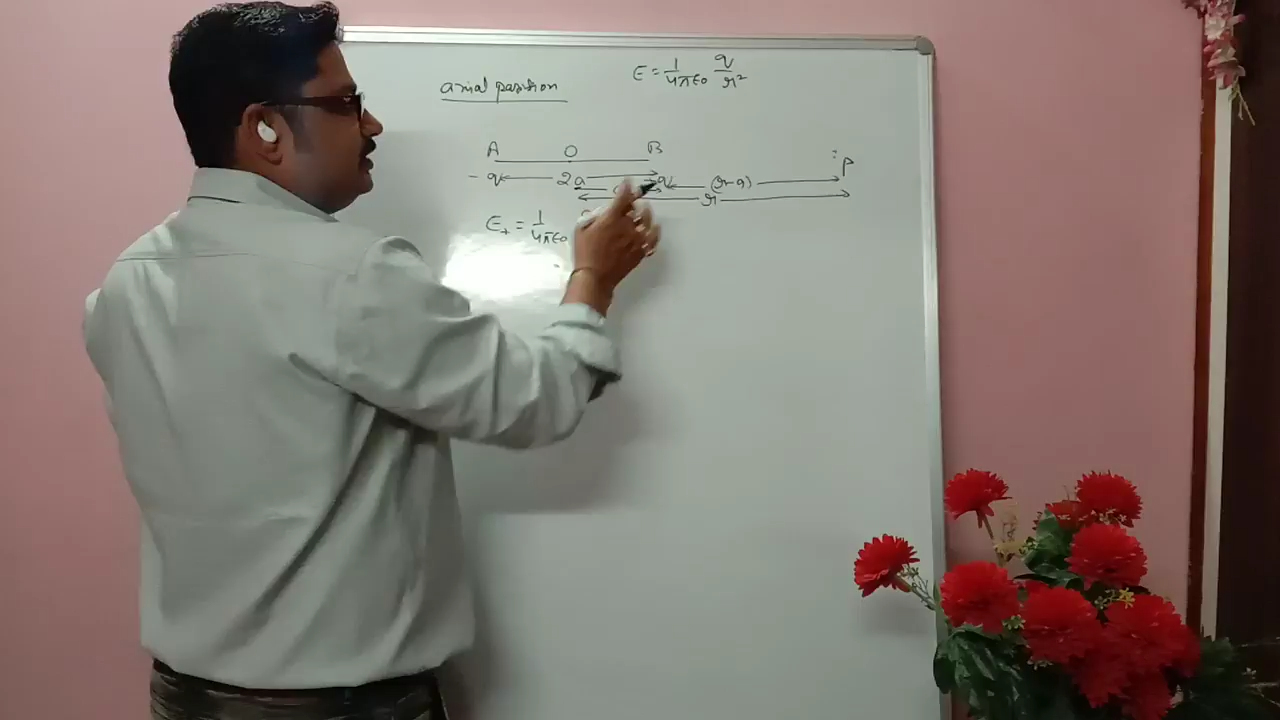 axial position
E = 1/4πε0 q/r²
A O B P
-q 2a q (r-a)
a r
E+ = 1/4πε0